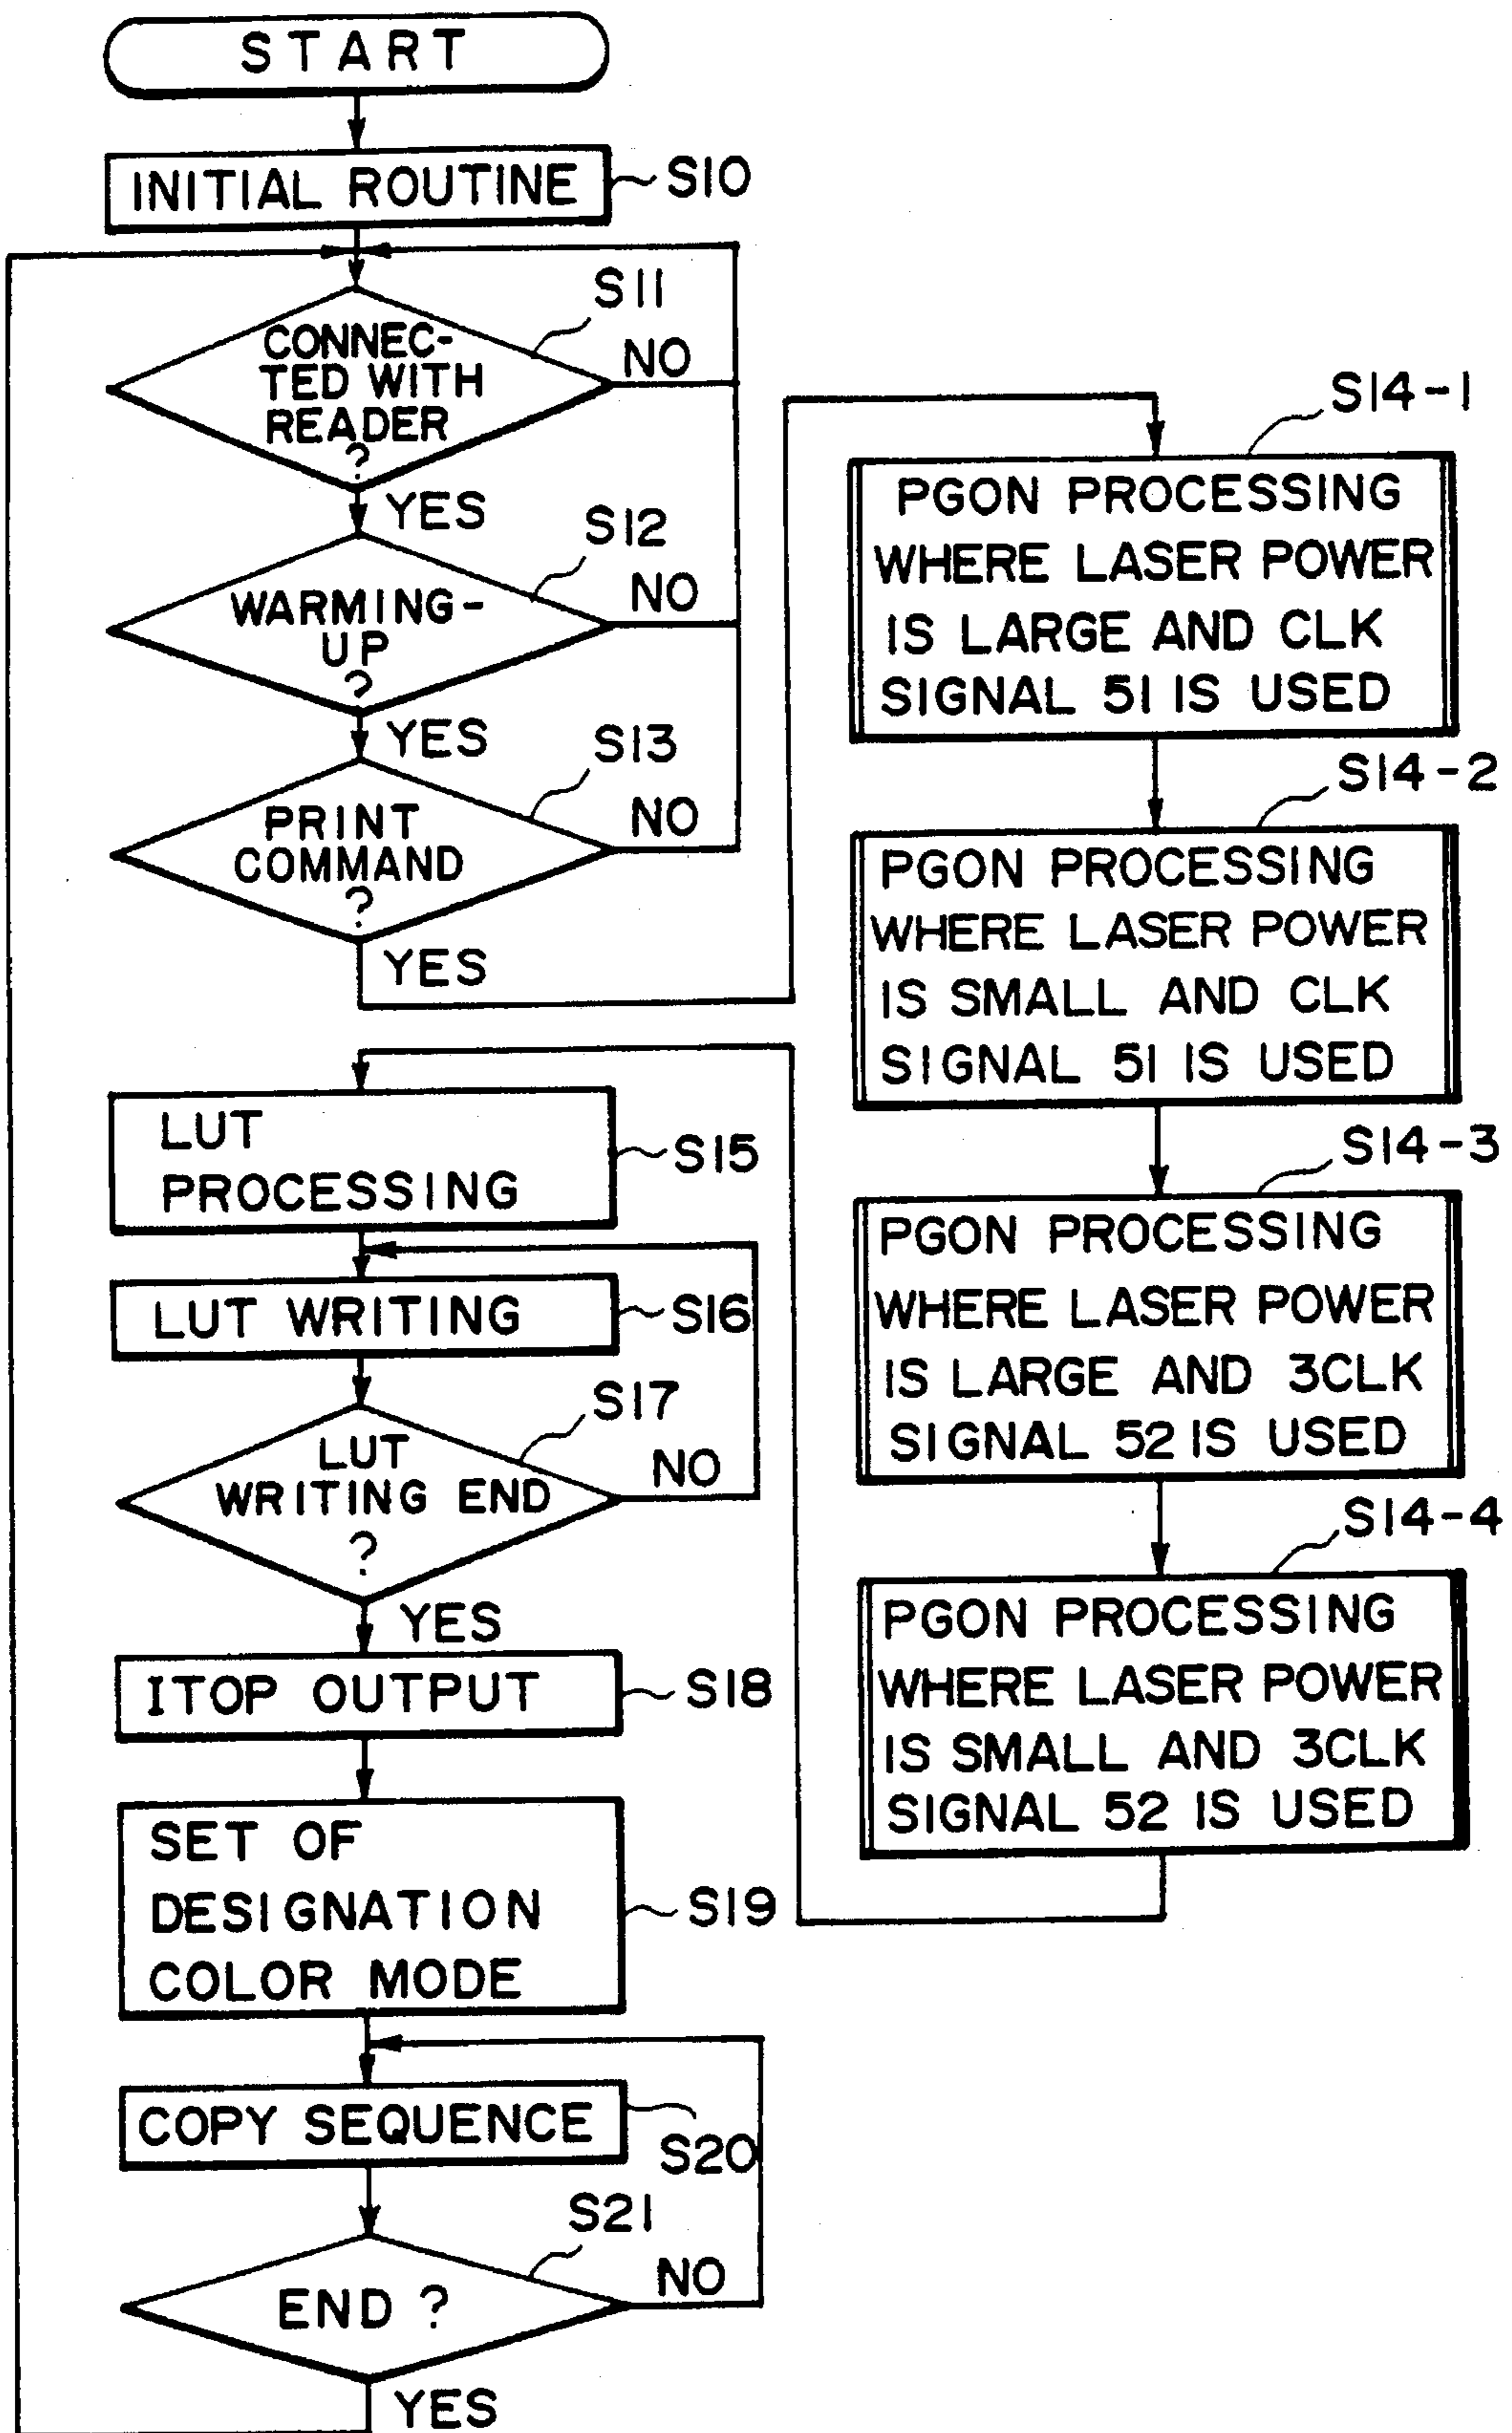 START
INITIAL ROUTINE
S10
S11
CONNEC-
TED WITH
READER
?
NO
YES
S12
WARMING-
UP
?
NO
YES
S13
PRINT
COMMAND
?
NO
YES
S14-1
PGON PROCESSING
WHERE LASER POWER
IS LARGE AND CLK
SIGNAL 51 IS USED
S14-2
PGON PROCESSING
WHERE LASER POWER
IS SMALL AND CLK
SIGNAL 51 IS USED
S14-3
PGON PROCESSING
WHERE LASER POWER
IS LARGE AND 3CLK
SIGNAL 52 IS USED
S14-4
PGON PROCESSING
WHERE LASER POWER
IS SMALL AND 3CLK
SIGNAL 52 IS USED
LUT
PROCESSING
S15
LUT WRITING
S16
S17
LUT
WRITING END
?
NO
YES
ITOP OUTPUT
S18
SET OF
DESIGNATION
COLOR MODE
S19
COPY SEQUENCE
S20
S21
END ?
NO
YES